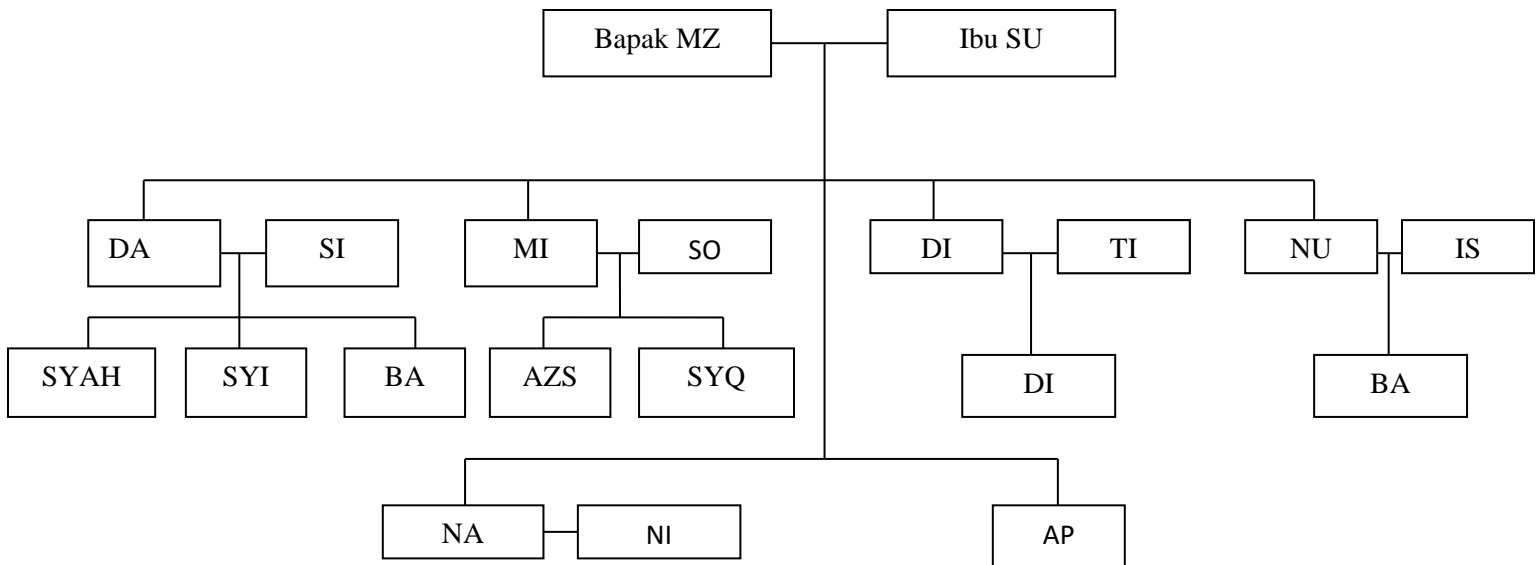 Bapak MZ
Ibu SU
DA
SI
MI
SO
DI
TI
NU
IS
SYAH
SYI
BA
AZS
SYQ
DI
BA
NA
NI
AP